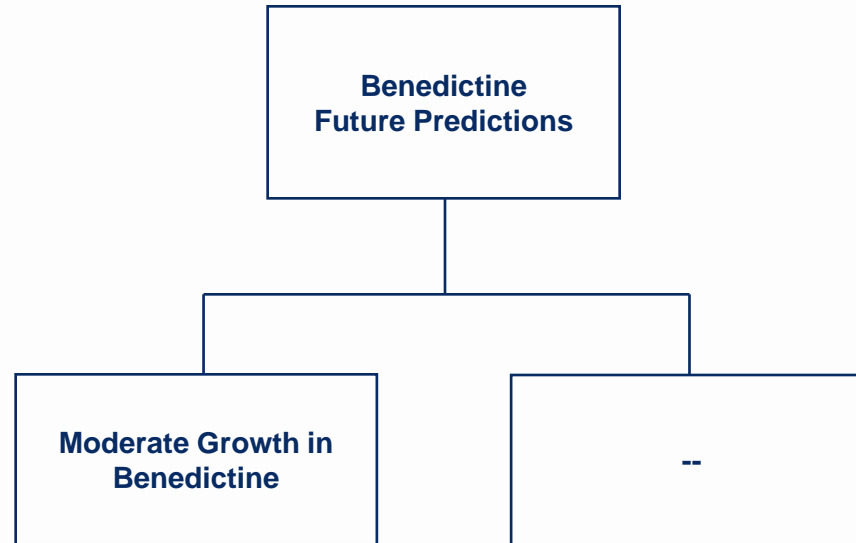 Benedictine
Future Predictions
Moderate Growth in
Benedictine
--